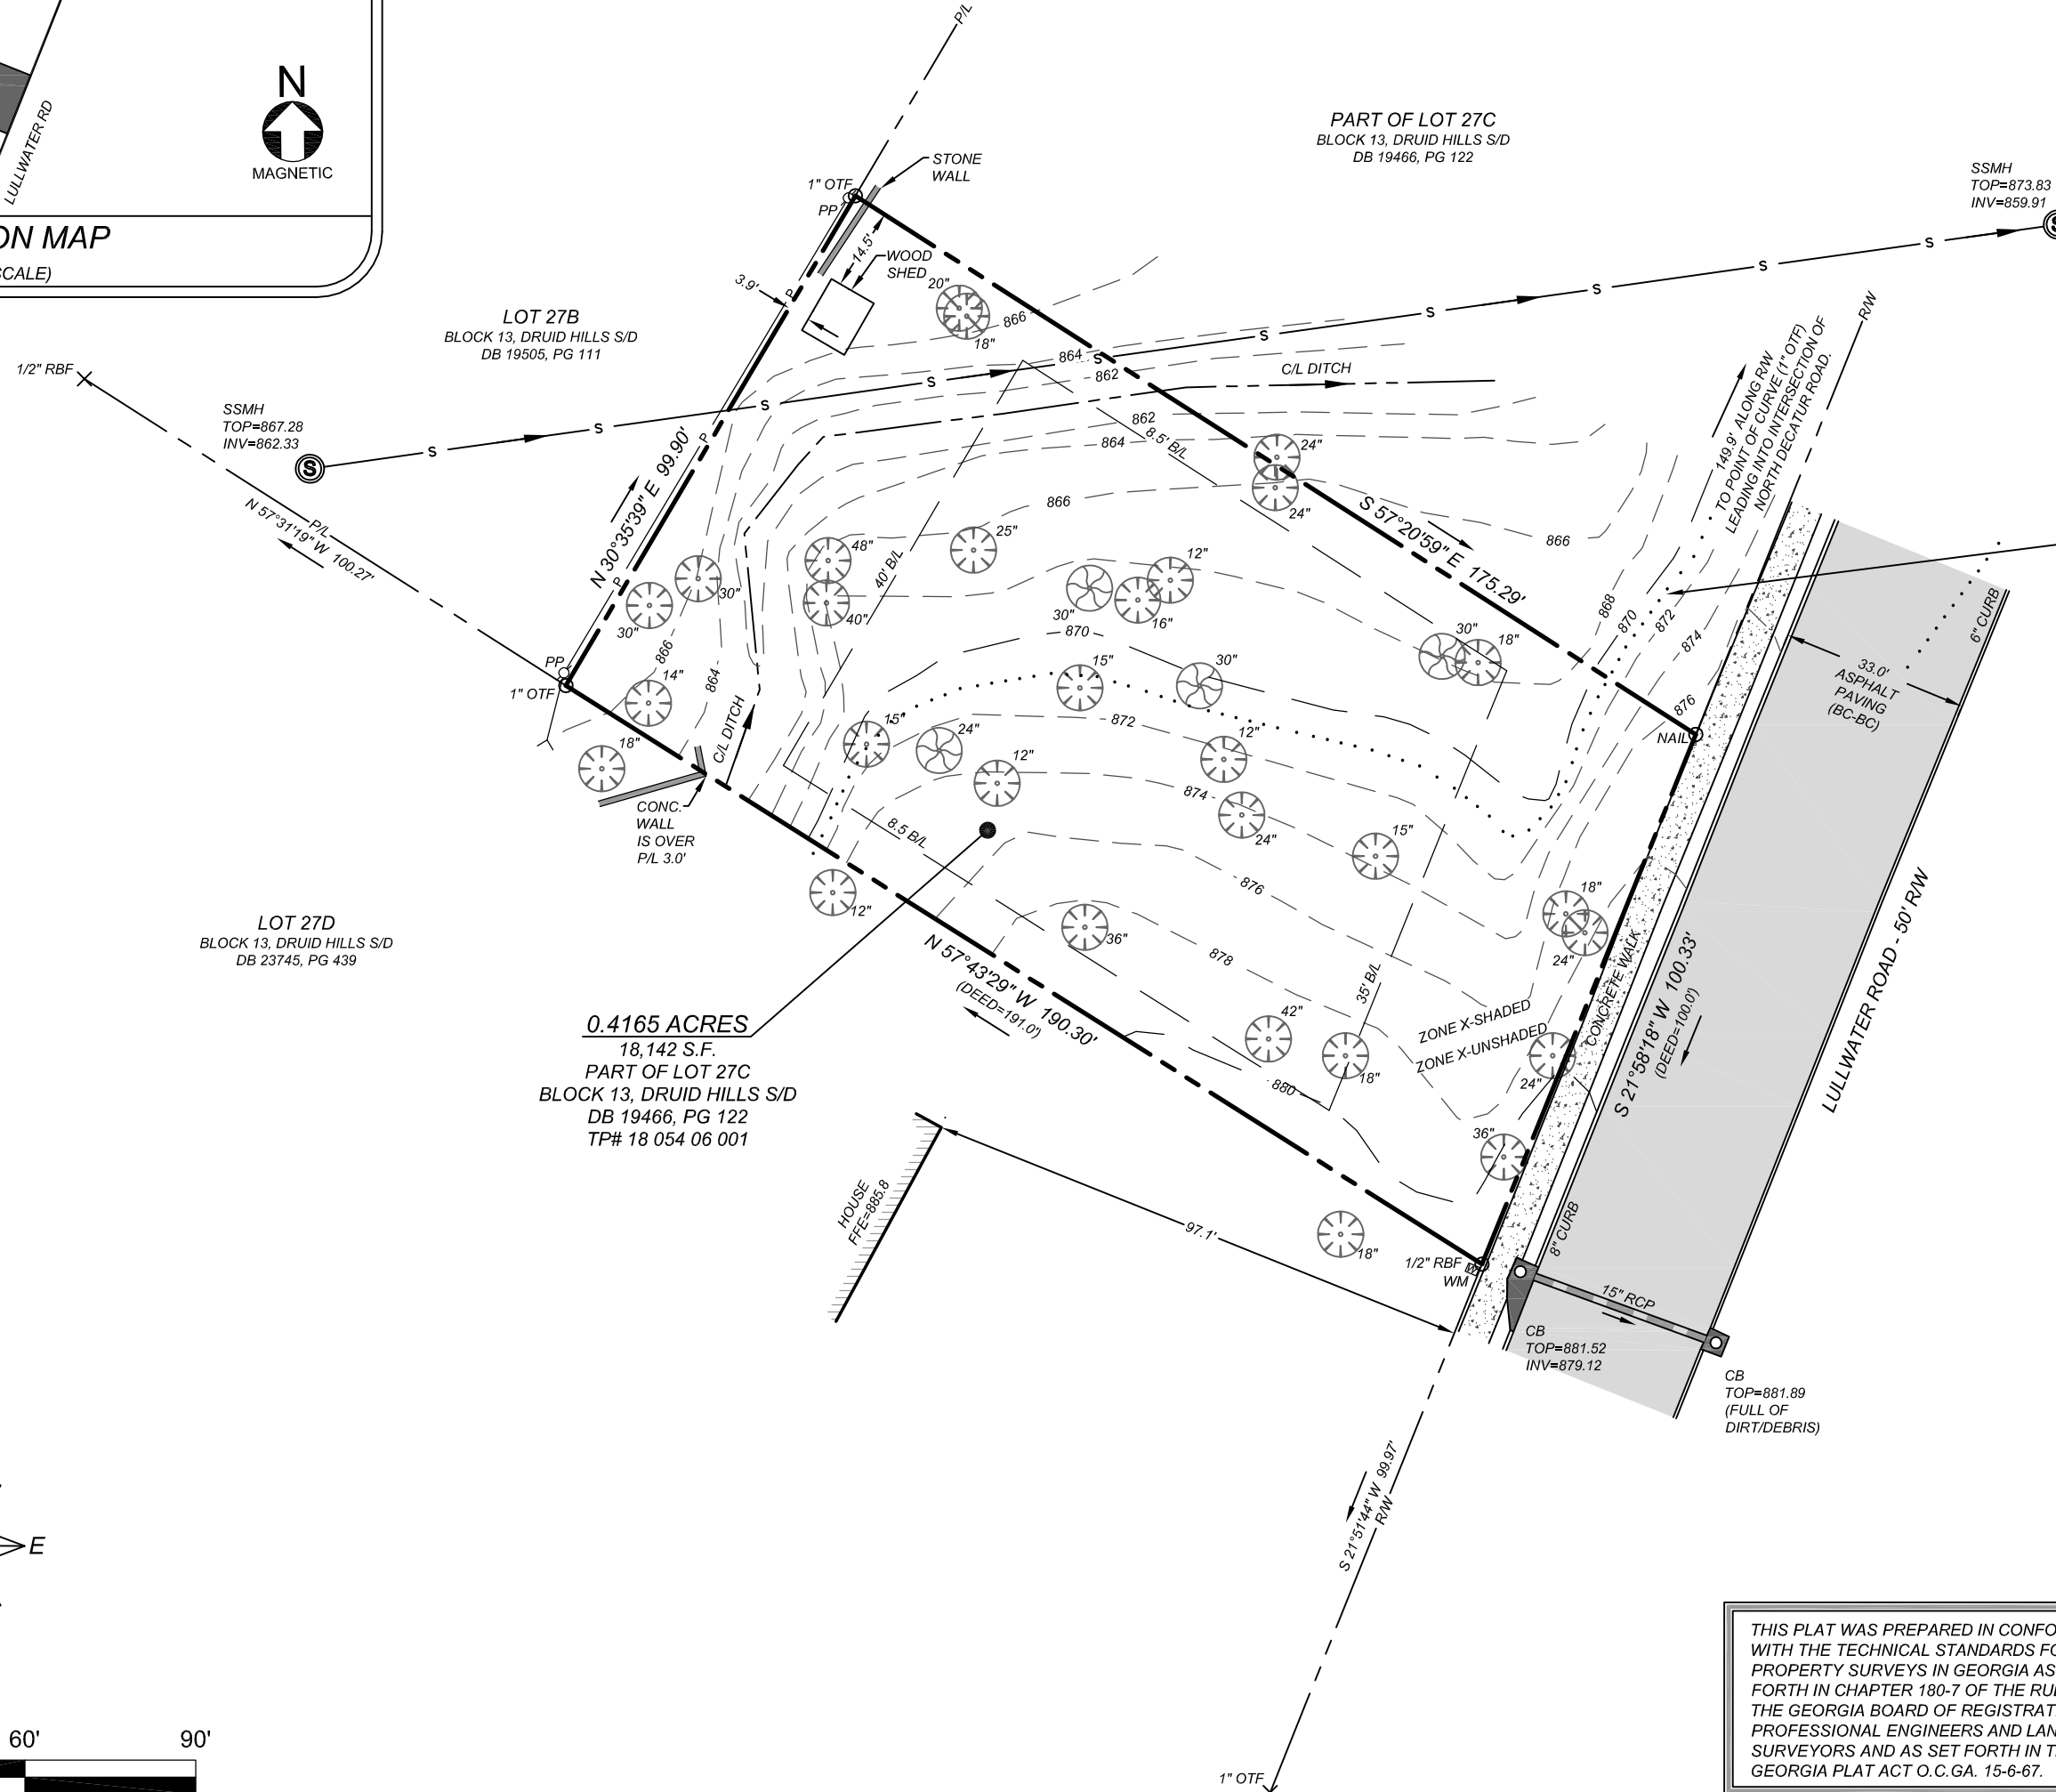 LULLWATER RD
N
MAGNETIC
ON MAP
SCALE)
P/L
PART OF LOT 27C
BLOCK 13, DRUID HILLS S/D
DB 19466, PG 122
SSMH
TOP=873.83
INV=859.91
STONE
WALL
1" OTF
PP
14.5'
WOOD
SHED
3.9'
P
20"
18"
866
LOT 27B
BLOCK 13, DRUID HILLS S/D
DB 19505, PG 111
1/2" RBF
SSMH
TOP=867.28
INV=862.33
S
S
S
S
S
S
S
S
S
S
S
S
864
862
C/L DITCH
862
864
8.5' B/L
24"
24"
R/W
149.9' ALONG R/W
TO POINT OF CURVE (1" OTF)
LEADING INTO INTERSECTION OF
NORTH DECATUR ROAD.
P
N 30°35'39" E 99.90'
P
P/L
N 57°31'19" W 100.27'
866
S 57°20'59" E 175.29'
866
48"
40"
40' B/L
25"
12"
16"
30"
30"
30"
866
864
868
870
872
874
876
6" CURB
33.0'
ASPHALT
PAVING
(BC-BC)
PP
1" OTF
14"
870
15"
30"
30"
18"
NAIL
18"
C/L DITCH
15"
24"
12"
872
12"
874
24"
15"
CONC.
WALL
IS OVER
P/L 3.0'
8.5 B/L
12"
876
18"
24"
LOT 27D
BLOCK 13, DRUID HILLS S/D
DB 23745, PG 439
36"
878
N 57°43'29" W 190.30'
(DEED=191.0')
35' B/L
CONCRETE WALK
S 21°58'18" W 100.33'
(DEED=100.0')
LULLWATER ROAD - 50' R/W
0.4165 ACRES
18,142 S.F.
PART OF LOT 27C
BLOCK 13, DRUID HILLS S/D
DB 19466, PG 122
TP# 18 054 06 001
42"
18"
ZONE X-SHADED
ZONE X-UNSHADED
24"
880
36"
HOUSE
FFE=885.8
97.1'
18"
1/2" RBF
W
WM
8" CURB
15" RCP
CB
TOP=881.52
INV=879.12
CB
TOP=881.89
(FULL OF
DIRT/DEBRIS)
S 21°51'44" W 99.97'
R/W
E
1" OTF
60' 90'
THIS PLAT WAS PREPARED IN CONFO
WITH THE TECHNICAL STANDARDS FO
PROPERTY SURVEYS IN GEORGIA AS
FORTH IN CHAPTER 180-7 OF THE RU
THE GEORGIA BOARD OF REGISTRAT
PROFESSIONAL ENGINEERS AND LAN
SURVEYORS AND AS SET FORTH IN T
GEORGIA PLAT ACT O.C.GA. 15-6-67.